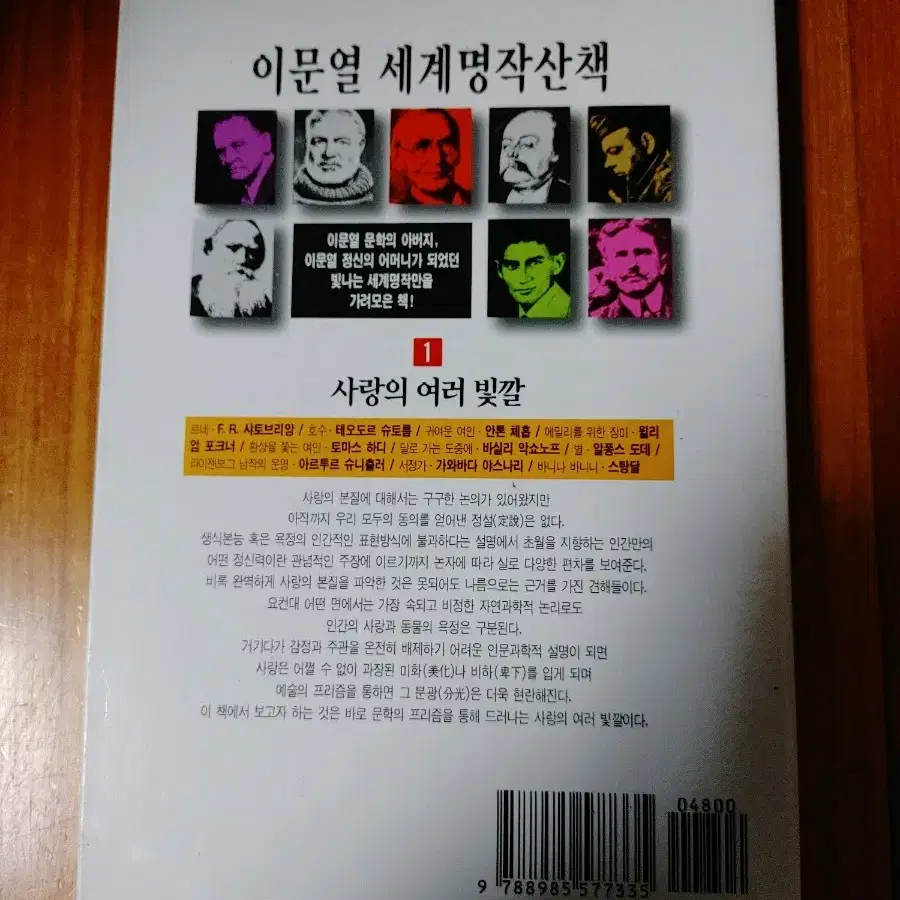 이문열 세계명작산책
이문열 문학의 아버지,
이문열 정신의 어머니가 되었던
빛나는 세계명작만을
가려모은 책!
1
사랑의 여러 빛깔
르네 · F. R. 샤토브리앙 / 호수 · 테오도르 슈토름 / 귀여운 여인 · 안톤 체홉 / 에밀리를 위한 장미 · 윌리
엄 포크너 / 환상을 쫓는 여인 · 토마스 하디 / 달로 가는 도중에 · 바실리 악쇼노프 / 별 · 알퐁스 도데 /
라이젠보그 남작의 운명 · 아르투르 슈니츨러 / 서정가 · 가와바다 야스나리 / 바니나 바니니 · 스탕달
사랑의 본질에 대해서는 구구한 논의가 있어왔지만
아직까지 우리 모두의 동의를 얻어낸 정설(定說)은 없다.
생식본능 혹은 욕정의 인간적인 표현방식에 불과하다는 설명에서 초월을 지향하는 인간만의
어떤 정신력이란 관념적인 주장에 이르기까지 논자에 따라 실로 다양한 편차를 보여준다.
비록 완벽하게 사랑의 본질을 파악한 것은 못되어도 나름으로는 근거를 가진 견해들이다.
요컨대 어떤 면에서는 가장 속되고 비정한 자연과학적 논리로도
인간의 사랑과 동물의 욕정은 구분된다.
거기다가 감정과 주관을 온전히 배제하기 어려운 인문과학적 설명이 되면
사랑은 어쩔 수 없이 과장된 미화(美化)나 비하(卑下)를 입게 되며
예술의 프리즘을 통하면 그 분광(分光)은 더욱 현란해진다.
이 책에서 보고자 하는 것은 바로 문학의 프리즘을 통해 드러나는 사랑의 여러 빛깔이다.
04800
9 788985 577335